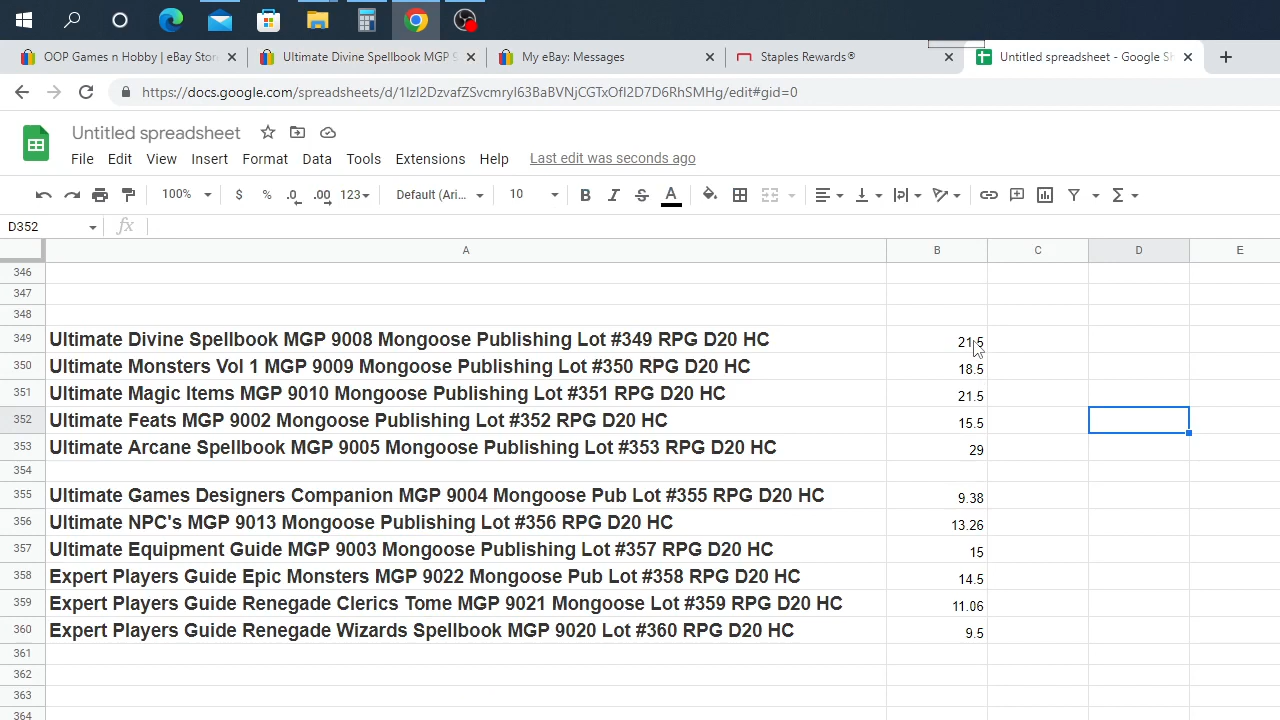 OOP Games n Hobby | eBay Stor
Ultimate Divine Spellbook MGP 9
My eBay: Messages
Staples Rewards®
Untitled spreadsheet - Google Sh
https://docs.google.com/spreadsheets/d/1IzI2DzvafZSvcmryI63BaBVNjCGTxOfI2D7D6RhSMHg/edit#gid=0
Untitled spreadsheet
File Edit View Insert Format Data Tools Extensions Help Last edit was seconds ago
100% $ % .0 .00 123 Default (Ari... 10 B I S A
D352 fx
A B C D E
346
347
348
349 Ultimate Divine Spellbook MGP 9008 Mongoose Publishing Lot #349 RPG D20 HC 21.5
350 Ultimate Monsters Vol 1 MGP 9009 Mongoose Publishing Lot #350 RPG D20 HC 18.5
351 Ultimate Magic Items MGP 9010 Mongoose Publishing Lot #351 RPG D20 HC 21.5
352 Ultimate Feats MGP 9002 Mongoose Publishing Lot #352 RPG D20 HC 15.5
353 Ultimate Arcane Spellbook MGP 9005 Mongoose Publishing Lot #353 RPG D20 HC 29
354
355 Ultimate Games Designers Companion MGP 9004 Mongoose Pub Lot #355 RPG D20 HC 9.38
356 Ultimate NPC's MGP 9013 Mongoose Publishing Lot #356 RPG D20 HC 13.26
357 Ultimate Equipment Guide MGP 9003 Mongoose Publishing Lot #357 RPG D20 HC 15
358 Expert Players Guide Epic Monsters MGP 9022 Mongoose Pub Lot #358 RPG D20 HC 14.5
359 Expert Players Guide Renegade Clerics Tome MGP 9021 Mongoose Lot #359 RPG D20 HC 11.06
360 Expert Players Guide Renegade Wizards Spellbook MGP 9020 Lot #360 RPG D20 HC 9.5
361
362
363
364